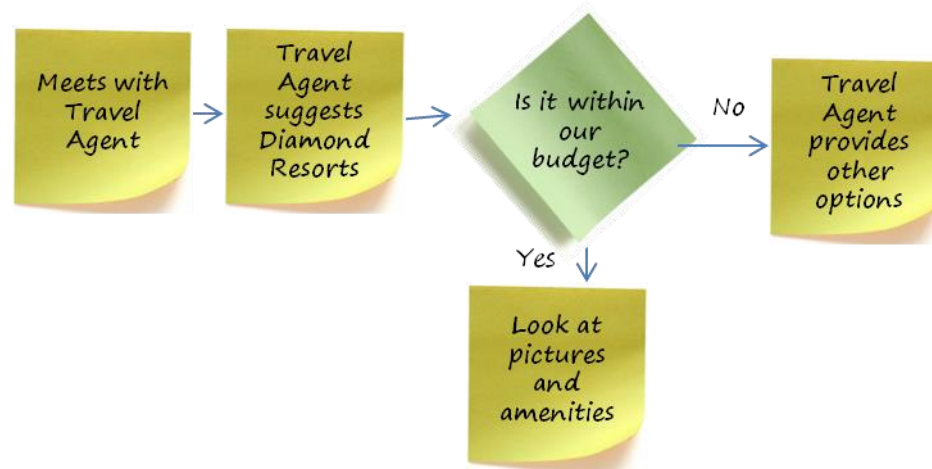 Meets with
Travel
Agent
Travel
Agent
suggests
Diamond
Resorts
Is it within
our
budget?
No
Travel
Agent
provides
other
options
Yes
Look at
pictures
and
amenities